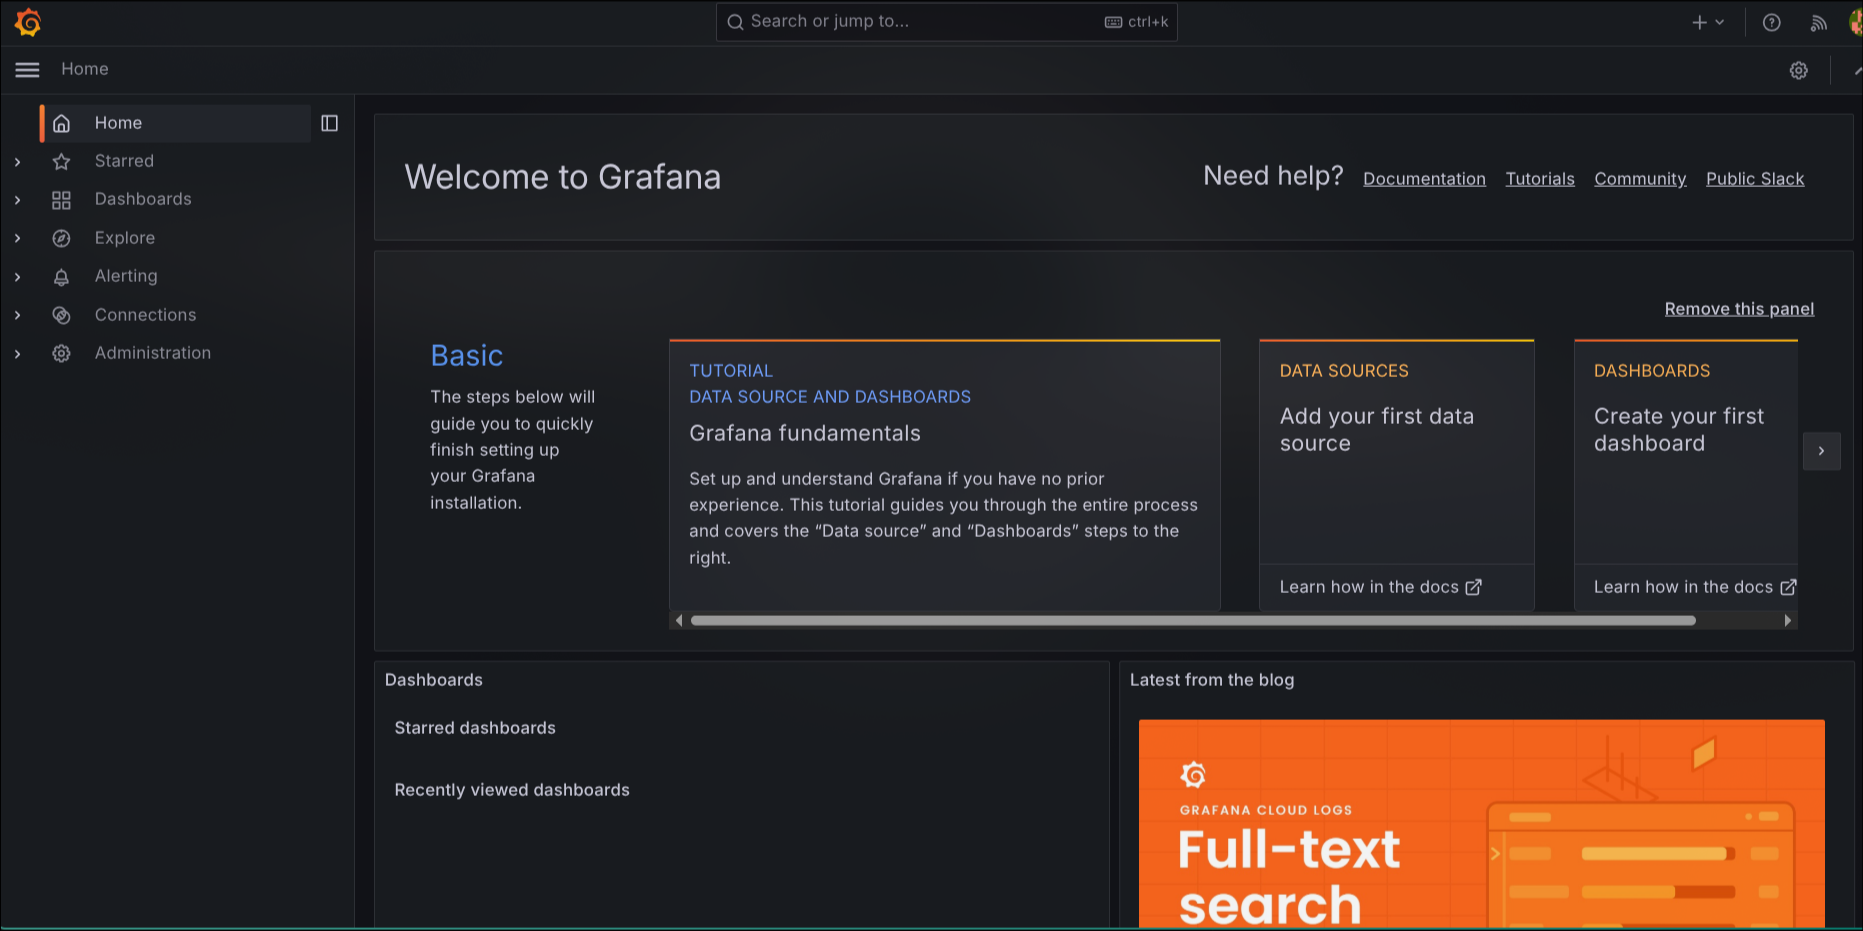 Search or jump to...
ctrl+k
Home
Home
Starred
Dashboards
Explore
Alerting
Connections
Administration
Welcome to Grafana
Need help?
Documentation
Tutorials
Community
Public Slack
Remove this panel
Basic
The steps below will
guide you to quickly
finish setting up
your Grafana
installation.
TUTORIAL
DATA SOURCE AND DASHBOARDS
Grafana fundamentals
Set up and understand Grafana if you have no prior
experience. This tutorial guides you through the entire process
and covers the “Data source” and “Dashboards” steps to the
right.
DATA SOURCES
Add your first data
source
Learn how in the docs
DASHBOARDS
Create your first
dashboard
Learn how in the docs
Dashboards
Starred dashboards
Recently viewed dashboards
Latest from the blog
GRAFANA CLOUD LOGS
Full-text
search